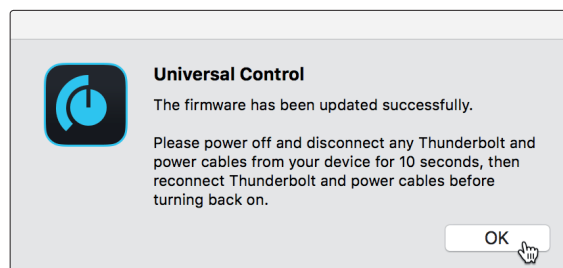 Universal Control
The firmware has been updated successfully.
Please power off and disconnect any Thunderbolt and
power cables from your device for 10 seconds, then
reconnect Thunderbolt and power cables before
turning back on.
OK